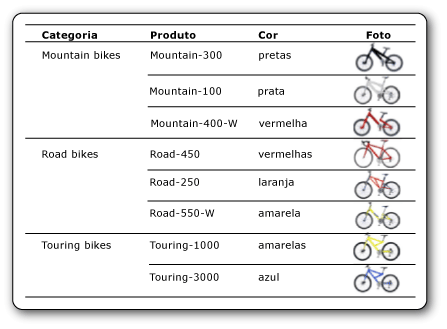 Categoria Produto Cor Foto
Mountain bikes Mountain-300 pretas
Mountain-100 prata
Mountain-400-W vermelha
Road bikes Road-450 vermelhas
Road-250 laranja
Road-550-W amarela
Touring bikes Touring-1000 amarelas
Touring-3000 azul